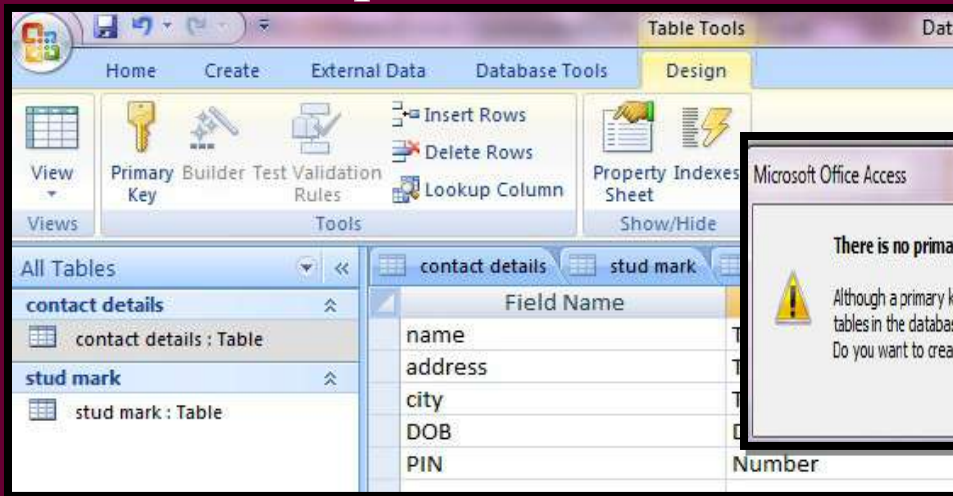 Table Tools
Dat
Home Create External Data Database Tools Design
View
Primary Key
Builder
Test Validation Rules
Insert Rows
Delete Rows
Lookup Column
Property Sheet
Indexes
Views
Tools
Show/Hide
All Tables
contact details
contact details : Table
stud mark
stud mark : Table
contact details
stud mark
Field Name
name
T
address
T
city
T
DOB
D
PIN
Number
Microsoft Office Access
There is no prima
Although a primary k
tables in the databas
Do you want to crea